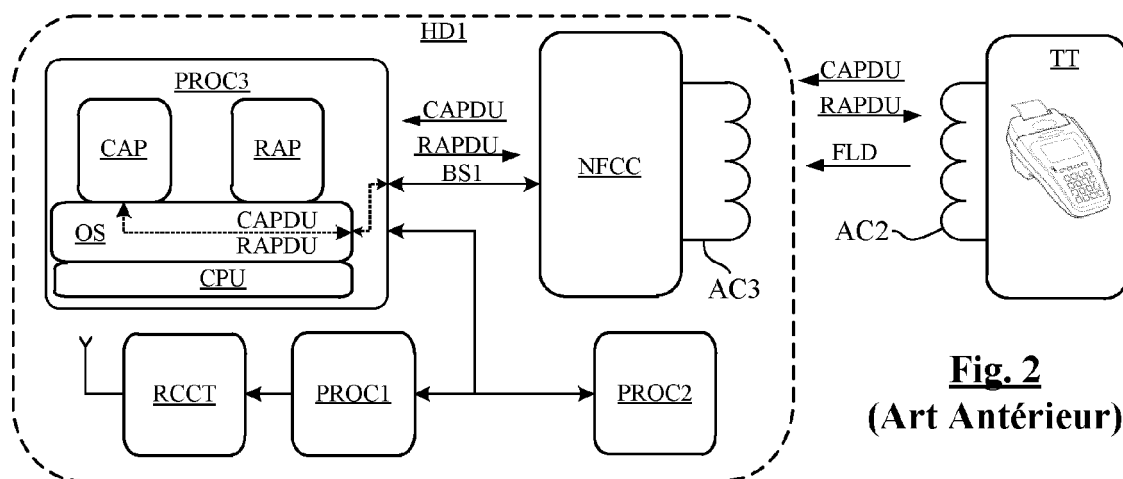 HD1
PROC3
CAP
RAP
OS
CAPDU
RAPDU
CPU
CAPDU
RAPDU
BS1
NFCC
AC3
CAPDU
RAPDU
FLD
AC2
TT
RCCT
PROC1
PROC2
Fig. 2
(Art Antérieur)